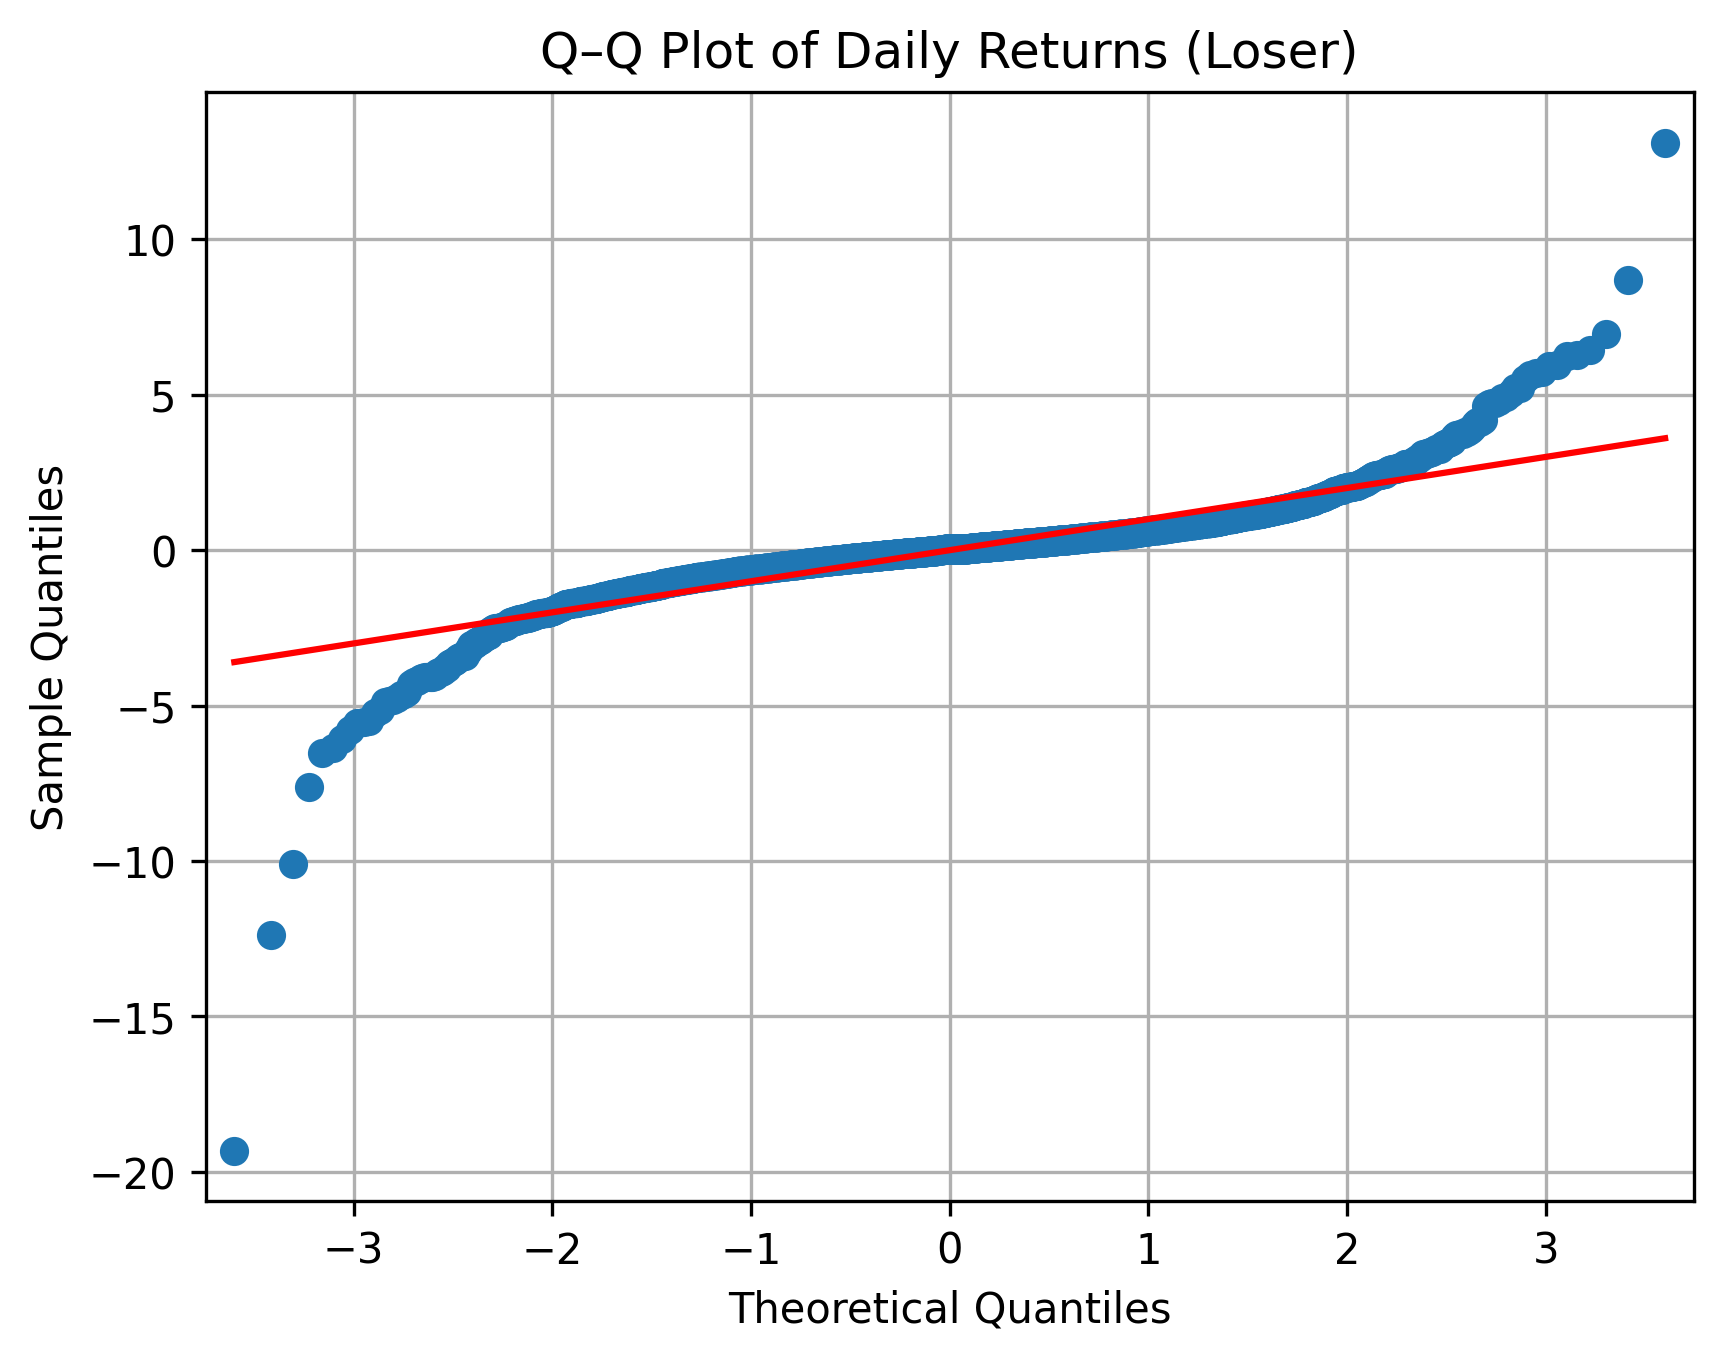 Q–Q Plot of Daily Returns (Loser)
Sample Quantiles
10
5
0
−5
−10
−15
−20
−3 −2 −1 0 1 2 3
Theoretical Quantiles